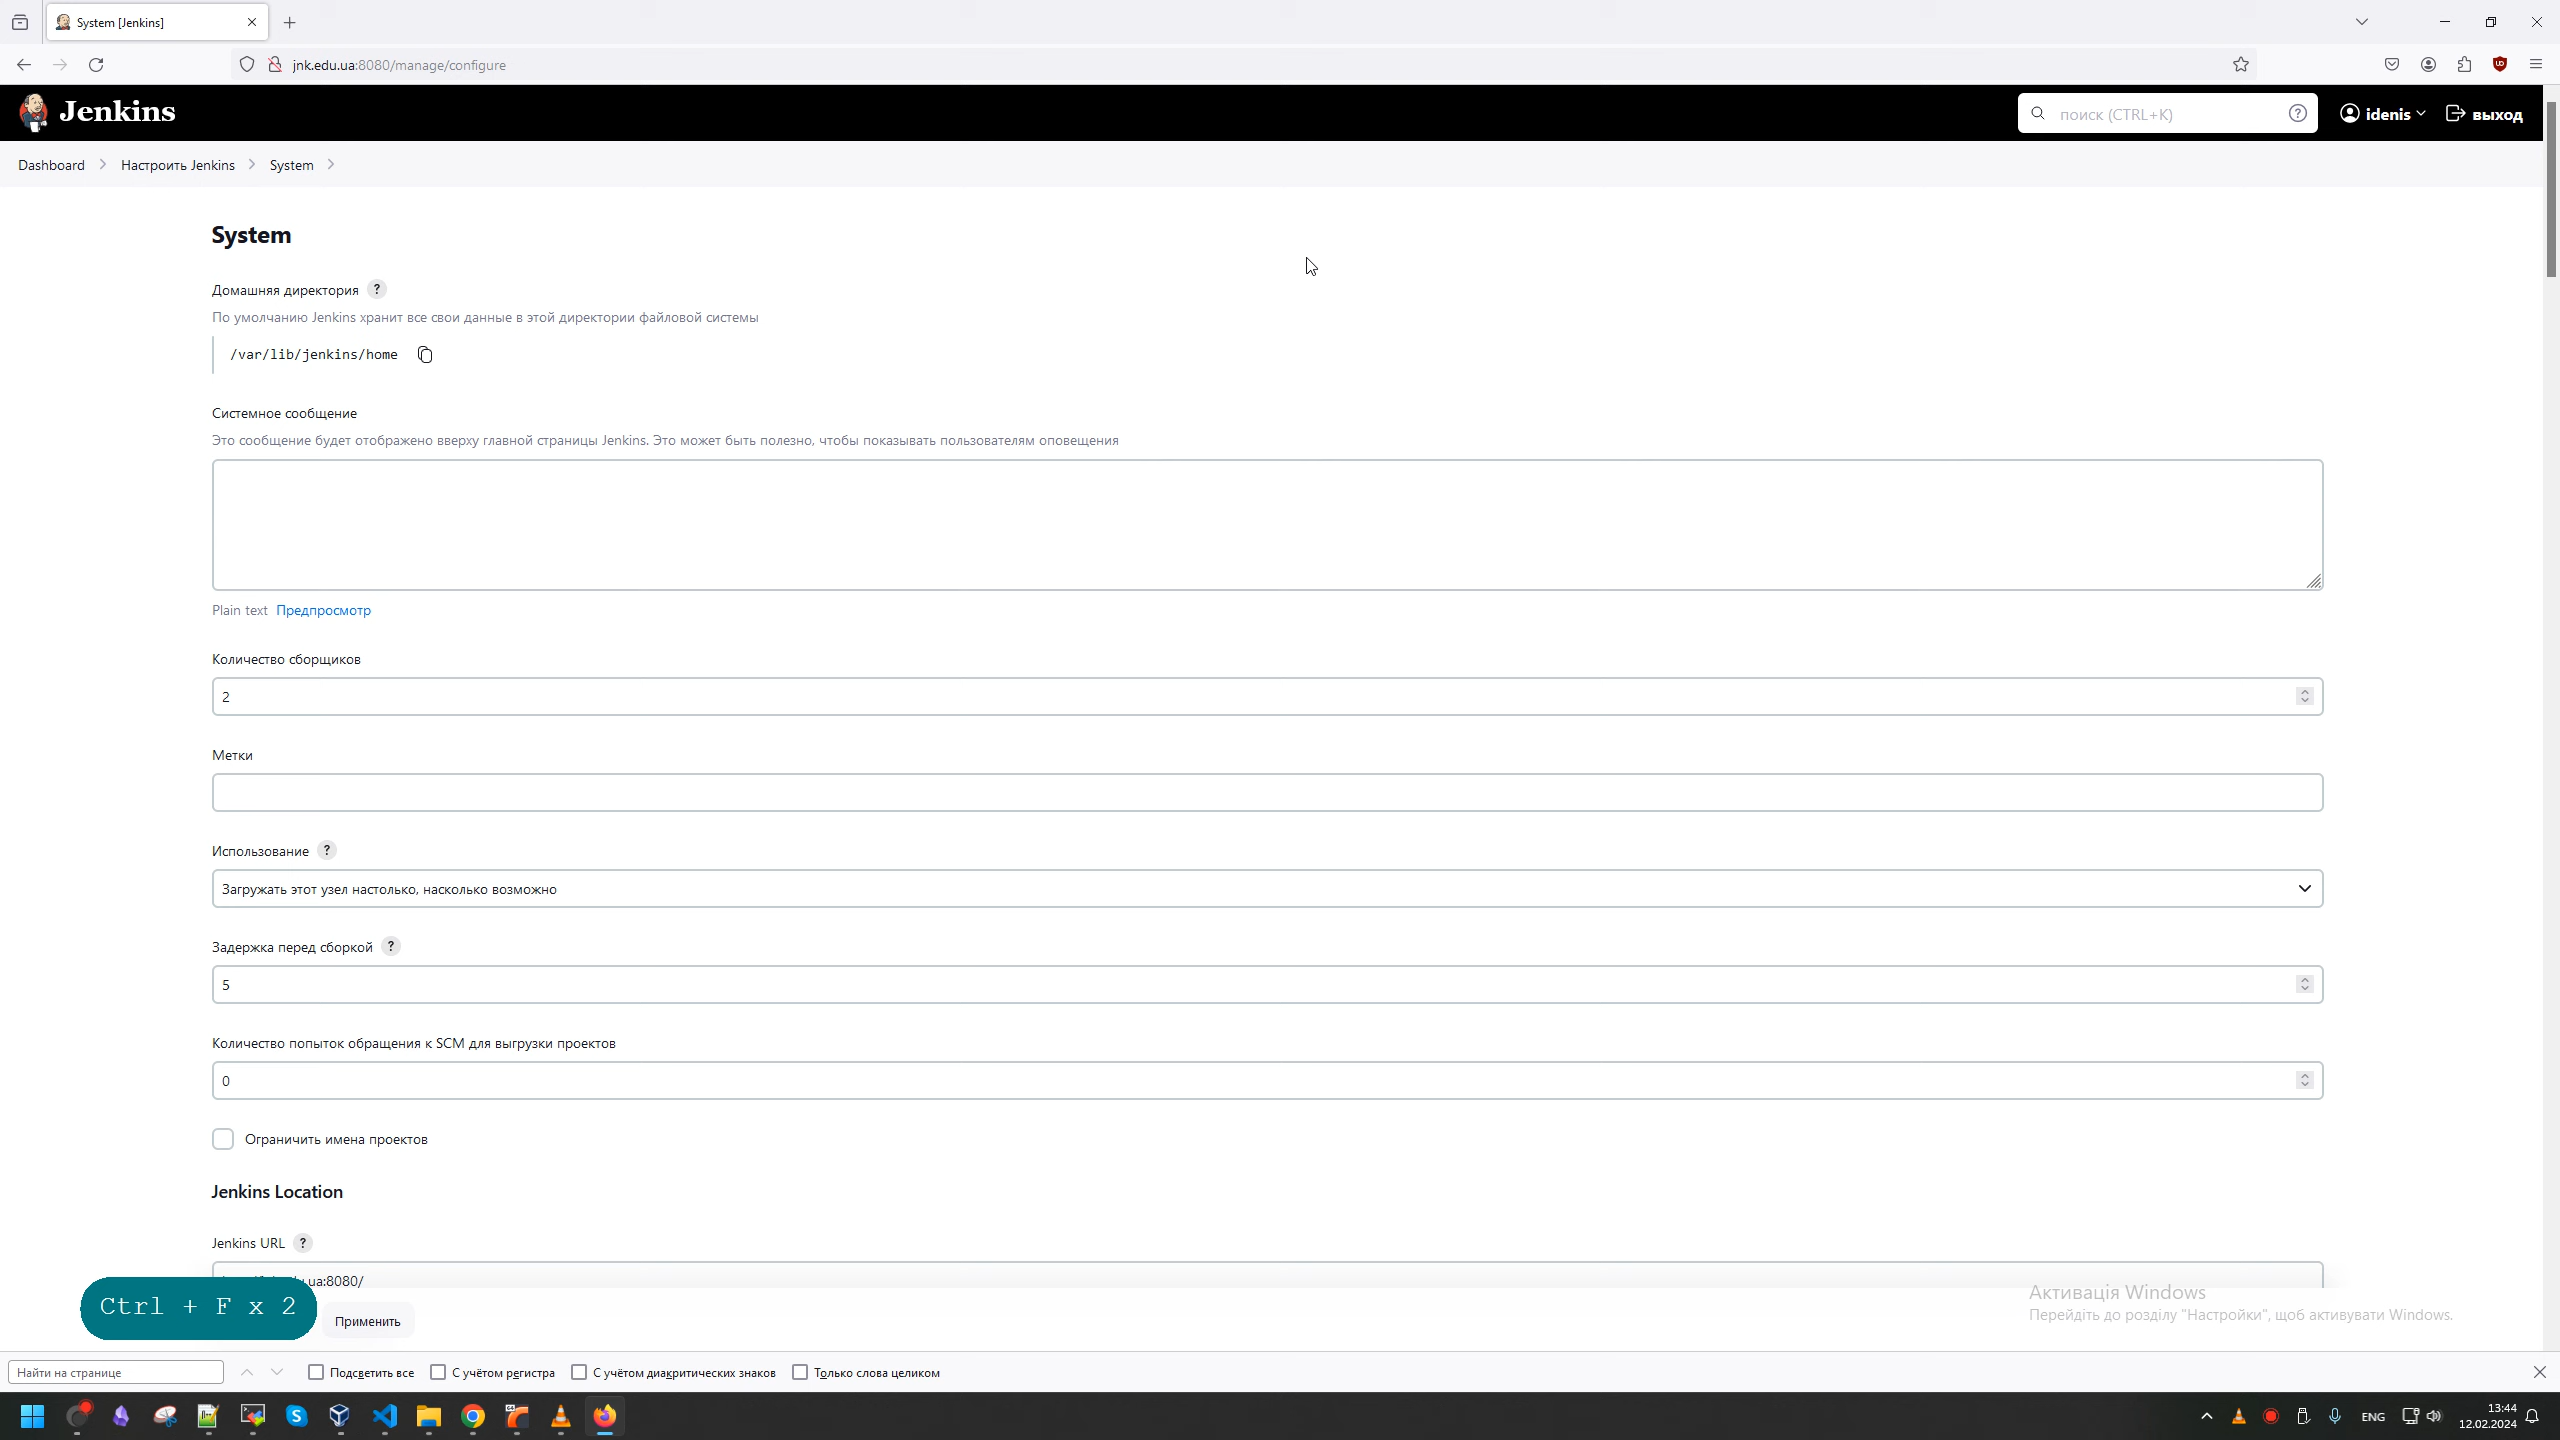 System [Jenkins]
jnk.edu.ua:8080/manage/configure
Jenkins
поиск (CTRL+K)
idenis
выход
Dashboard
Настроить Jenkins
System
System
Домашняя директория ?
По умолчанию Jenkins хранит все свои данные в этой директории файловой системы
/var/lib/jenkins/home
Системное сообщение
Это сообщение будет отображено вверху главной страницы Jenkins. Это может быть полезно, чтобы показывать пользователям оповещения
Plain text Предпросмотр
Количество сборщиков
2
Метки
Использование ?
Загружать этот узел настолько, насколько возможно
Задержка перед сборкой ?
5
Количество попыток обращения к SCM для выгрузки проектов
0
Ограничить имена проектов
Jenkins Location
Jenkins URL ?
ua:8080/
Ctrl + F x 2
Применить
Активація Windows
Перейдіть до розділу "Настройки", щоб активувати Windows.
Найти на странице
Подсветить все
С учётом регистра
С учётом диакритических знаков
Только слова целиком
ENG
13:44
12.02.2024